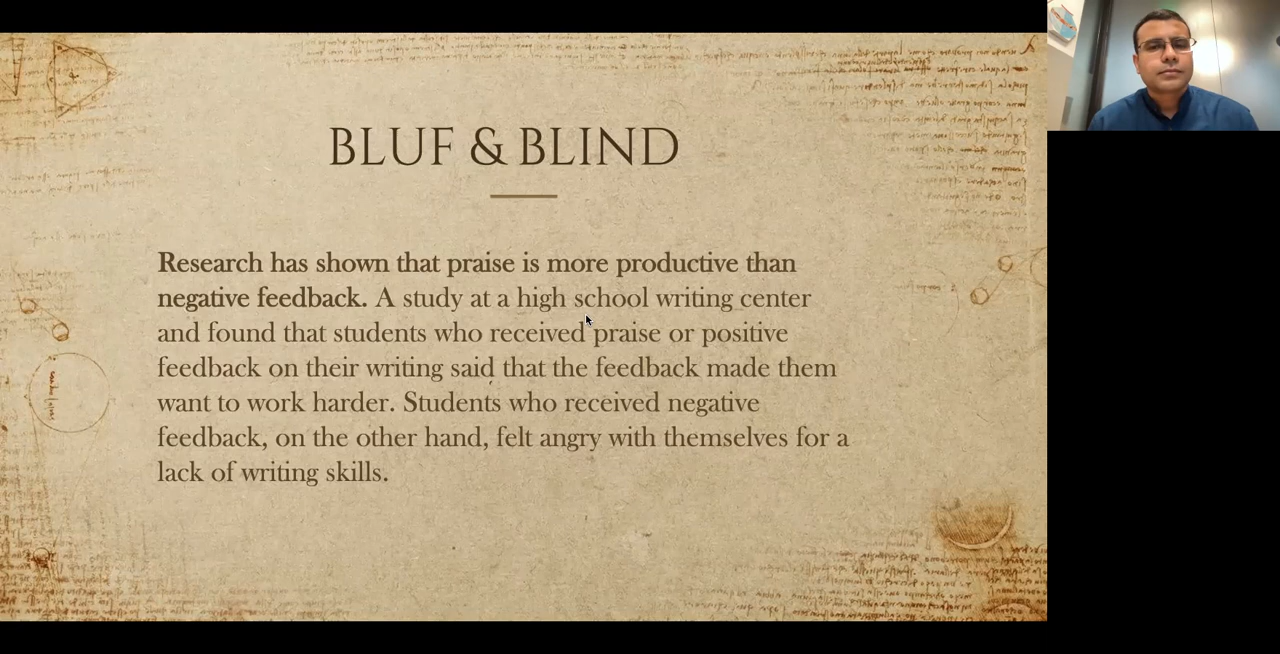 BLUF & BLIND
Research has shown that praise is more productive than
negative feedback. A study at a high school writing center
and found that students who received praise or positive
feedback on their writing said that the feedback made them
want to work harder. Students who received negative
feedback, on the other hand, felt angry with themselves for a
lack of writing skills.